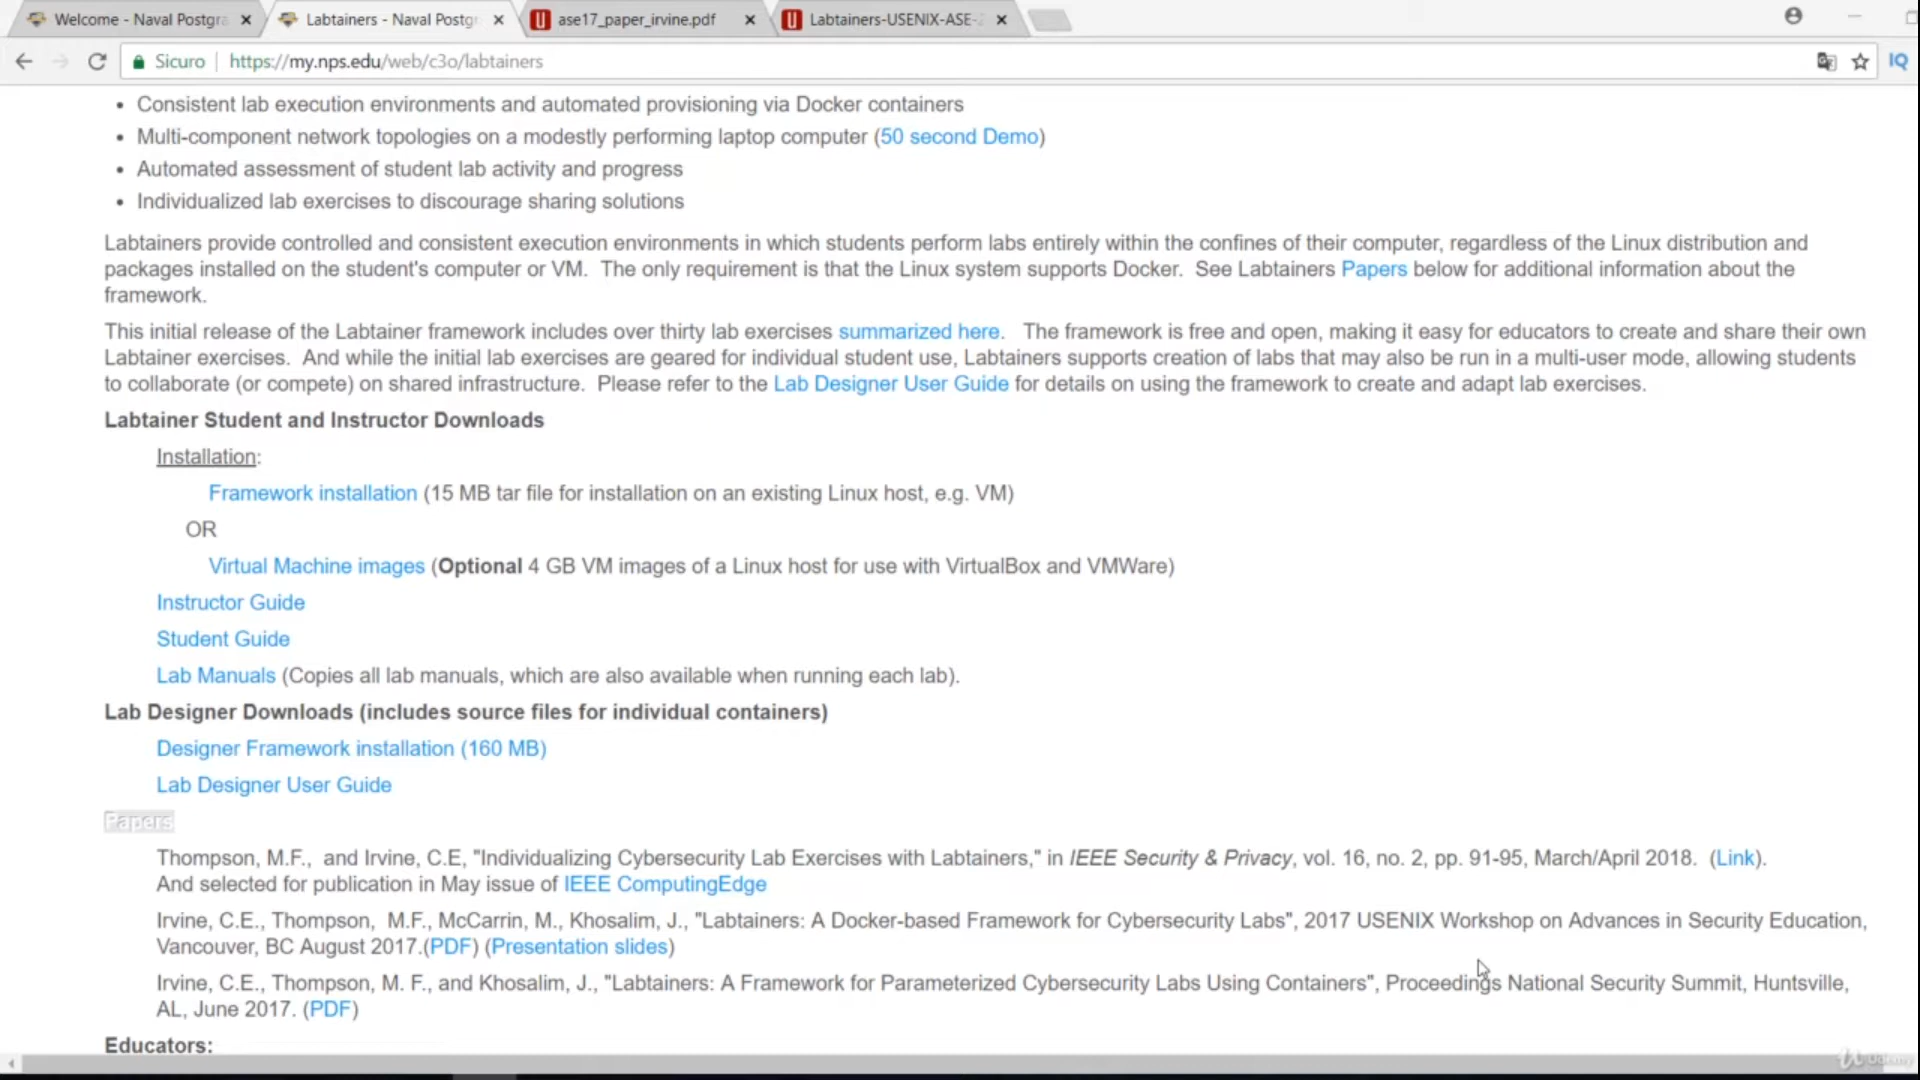 Welcome - Naval Postgra
Labtainers - Naval Postg
ase17_paper_irvine.pdf
Labtainers-USENIX-ASE-
Sicuro
https://my.nps.edu/web/c3o/labtainers
IQ
• Consistent lab execution environments and automated provisioning via Docker containers
• Multi-component network topologies on a modestly performing laptop computer (50 second Demo)
• Automated assessment of student lab activity and progress
• Individualized lab exercises to discourage sharing solutions
Labtainers provide controlled and consistent execution environments in which students perform labs entirely within the confines of their computer, regardless of the Linux distribution and
packages installed on the student's computer or VM. The only requirement is that the Linux system supports Docker. See Labtainers Papers below for additional information about the
framework.
This initial release of the Labtainer framework includes over thirty lab exercises summarized here. The framework is free and open, making it easy for educators to create and share their own
Labtainer exercises. And while the initial lab exercises are geared for individual student use, Labtainers supports creation of labs that may also be run in a multi-user mode, allowing students
to collaborate (or compete) on shared infrastructure. Please refer to the Lab Designer User Guide for details on using the framework to create and adapt lab exercises.
Labtainer Student and Instructor Downloads
Installation:
Framework installation (15 MB tar file for installation on an existing Linux host, e.g. VM)
OR
Virtual Machine images (Optional 4 GB VM images of a Linux host for use with VirtualBox and VMWare)
Instructor Guide
Student Guide
Lab Manuals (Copies all lab manuals, which are also available when running each lab).
Lab Designer Downloads (includes source files for individual containers)
Designer Framework installation (160 MB)
Lab Designer User Guide
Papers
Thompson, M.F., and Irvine, C.E, "Individualizing Cybersecurity Lab Exercises with Labtainers," in IEEE Security & Privacy, vol. 16, no. 2, pp. 91-95, March/April 2018. (Link).
And selected for publication in May issue of IEEE ComputingEdge
Irvine, C.E., Thompson, M.F., McCarrin, M., Khosalim, J., "Labtainers: A Docker-based Framework for Cybersecurity Labs", 2017 USENIX Workshop on Advances in Security Education,
Vancouver, BC August 2017.(PDF) (Presentation slides)
Irvine, C.E., Thompson, M. F., and Khosalim, J., "Labtainers: A Framework for Parameterized Cybersecurity Labs Using Containers", Proceedings National Security Summit, Huntsville,
AL, June 2017. (PDF)
Educators:
Udemy